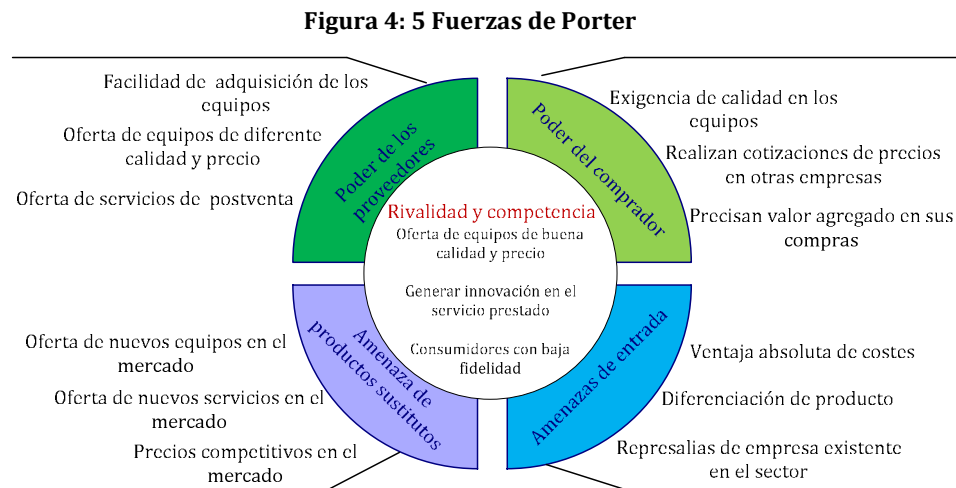 Figura 4: 5 Fuerzas de Porter
Facilidad de adquisición de los
equipos
Oferta de equipos de diferente
calidad y precio
Oferta de servicios de postventa
Poder de los
proveedores
Poder del comprador
Exigencia de calidad en los
equipos
Realizan cotizaciones de precios
en otras empresas
Precisan valor agregado en sus
compras
Rivalidad y competencia
Oferta de equipos de buena
calidad y precio
Generar innovación en el
servicio prestado
Consumidores con baja
fidelidad
Oferta de nuevos equipos en el
mercado
Oferta de nuevos servicios en el
mercado
Precios competitivos en el
mercado
Amenaza de
productos sustitutos
Amenazas de entrada
Ventaja absoluta de costes
Diferenciación de producto
Represalias de empresa existente
en el sector